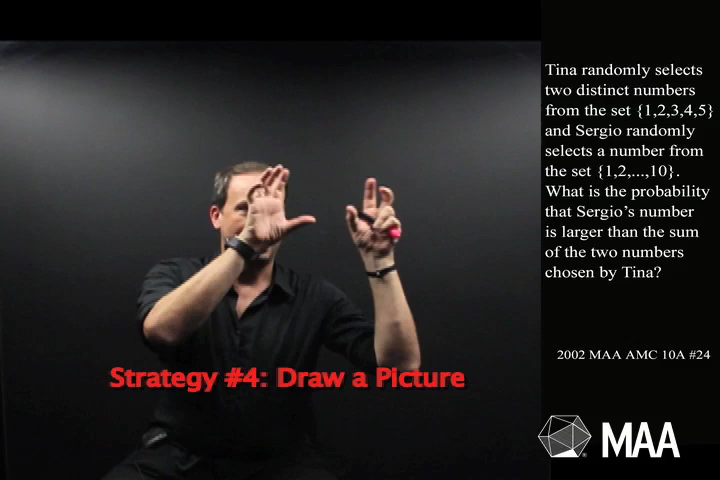 Tina randomly selects
two distinct numbers
from the set {1,2,3,4,5}
and Sergio randomly
selects a number from
the set {1,2,...,10}.
What is the probability
that Sergio's number
is larger than the sum
of the two numbers
chosen by Tina?
2002 MAA AMC 10A #24
Strategy #4: Draw a Picture
MAA